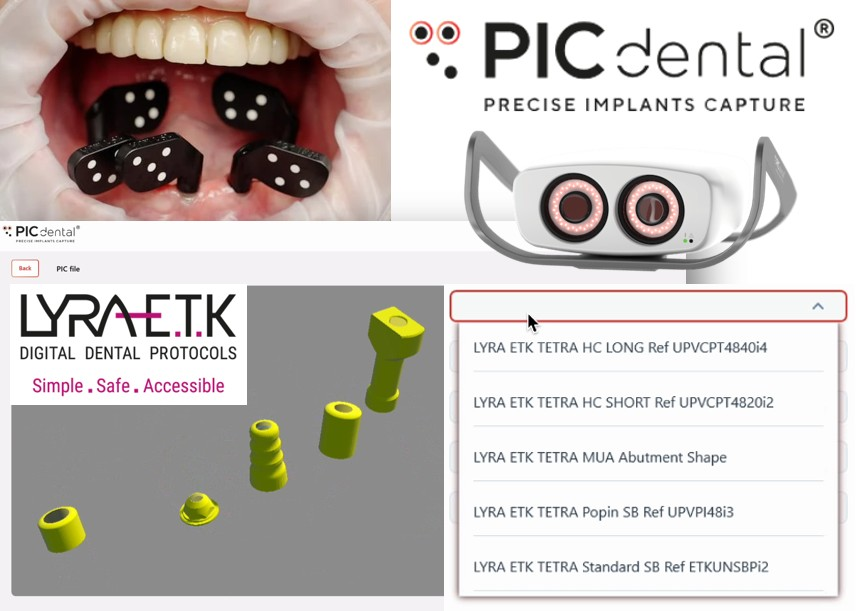 PICdental®
PRECISE IMPLANTS CAPTURE
PICdental®
PRECISE IMPLANTS CAPTURE
Back
PIC file
LYRA E.T.K
DIGITAL DENTAL PROTOCOLS
Simple . Safe . Accessible
LYRA ETK TETRA HC LONG Ref UPVCPT4840i4
LYRA ETK TETRA HC SHORT Ref UPVCPT4820i2
LYRA ETK TETRA MUA Abutment Shape
LYRA ETK TETRA Popin SB Ref UPVPI48i3
LYRA ETK TETRA Standard SB Ref ETKUNSBPi2